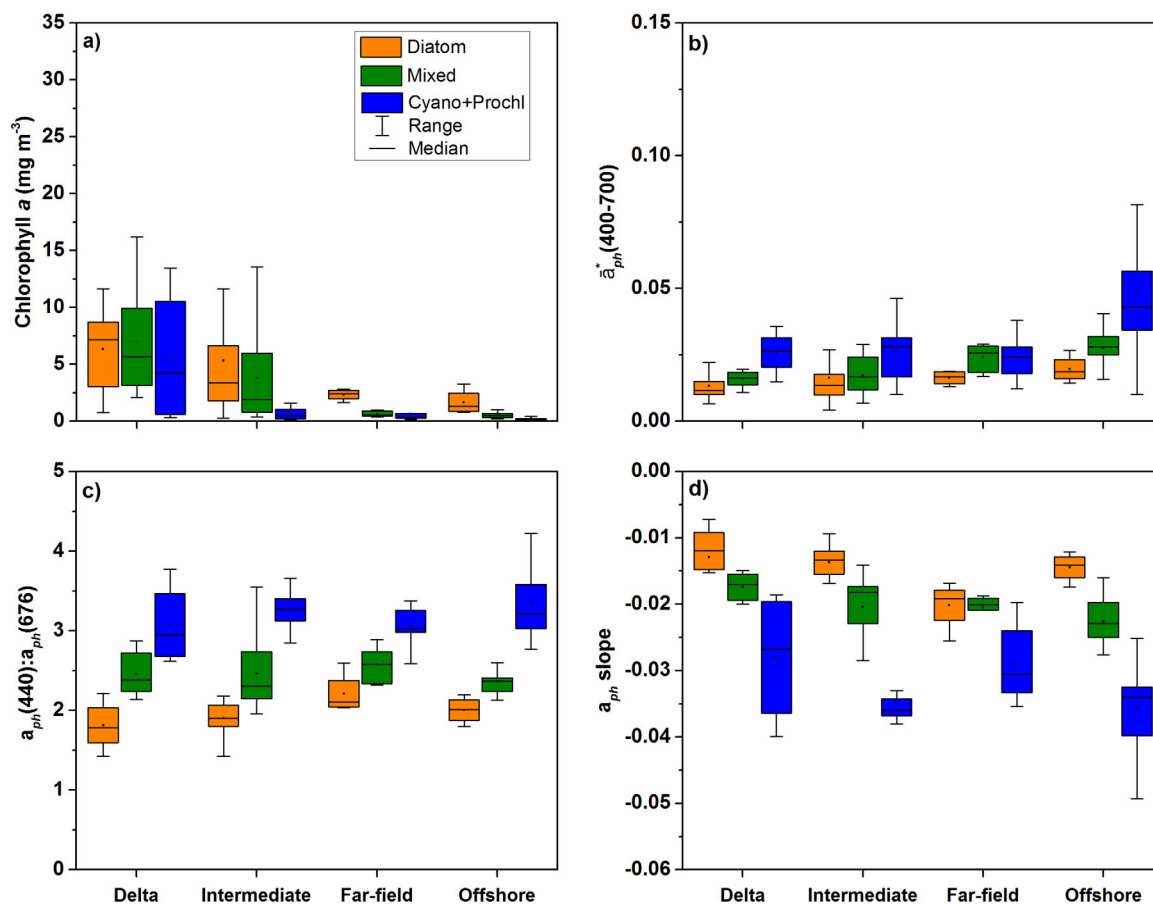 a)
35
30
25
20
15
10
5
0
Chlorophyll a (mg m⁻³)
Diatom
Mixed
Cyano+Prochl
Range
Median
b)
0.15
0.10
0.05
0.00
ā*ph(400-700)
c)
5
4
3
2
1
0
aph(440):aph(676)
Delta
Intermediate
Far-field
Offshore
d)
0.00
-0.01
-0.02
-0.03
-0.04
-0.05
-0.06
aph slope
Delta
Intermediate
Far-field
Offshore